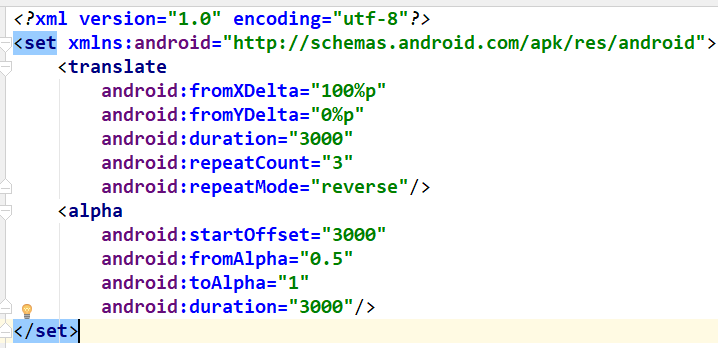 <?xml version="1.0" encoding="utf-8"?>
<set xmlns:android="http://schemas.android.com/apk/res/android">
    <translate
        android:fromXDelta="100%p"
        android:fromYDelta="0%p"
        android:duration="3000"
        android:repeatCount="3"
        android:repeatMode="reverse"/>
    <alpha
        android:startOffset="3000"
        android:fromAlpha="0.5"
        android:toAlpha="1"
        android:duration="3000"/>
</set>